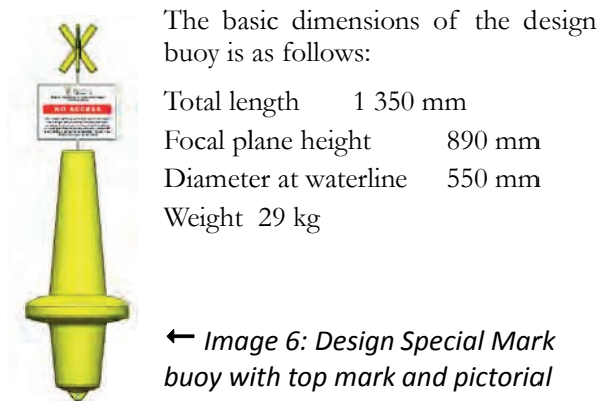 The basic dimensions of the design
buoy is as follows:
Total length 1 350 mm
Focal plane height 890 mm
Diameter at waterline 550 mm
Weight 29 kg
NO ACCESS
← Image 6: Design Special Mark
buoy with top mark and pictorial